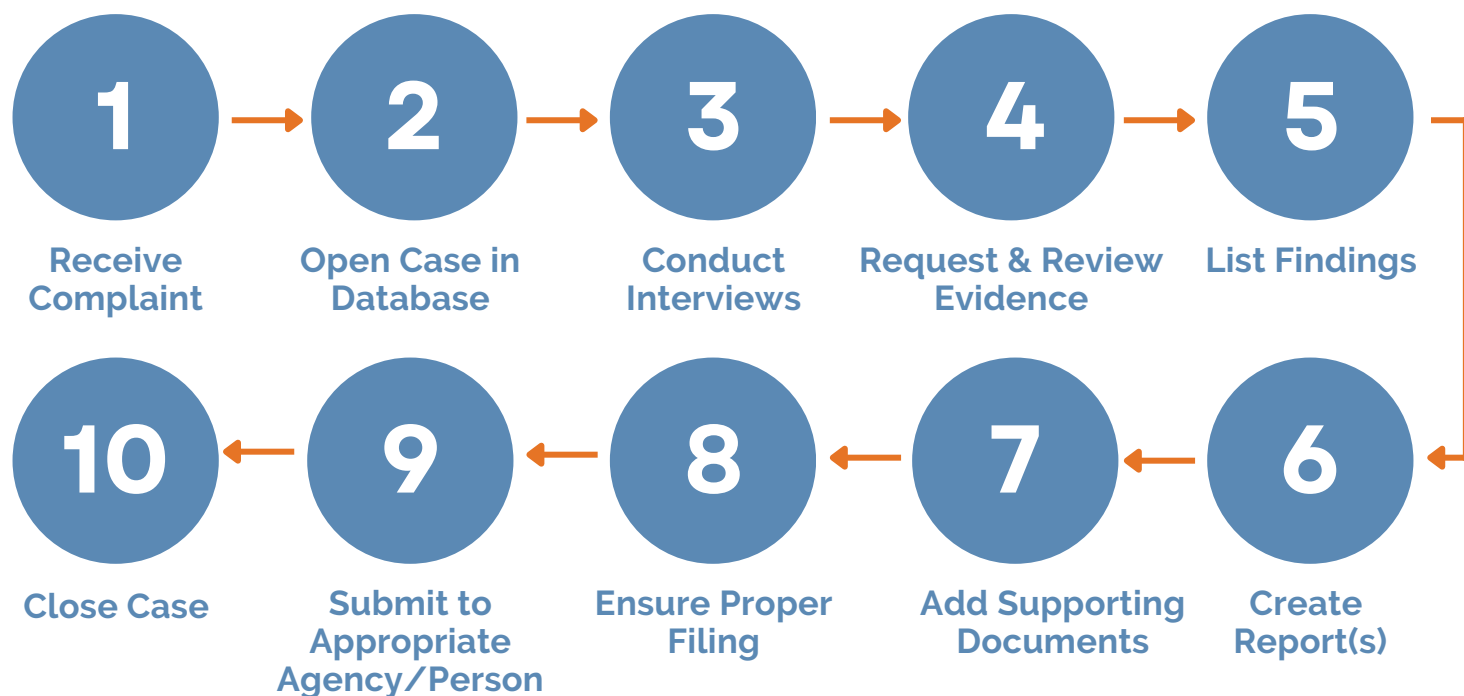 1
Receive
Complaint
2
Open Case in
Database
3
Conduct
Interviews
4
Request & Review
Evidence
5
List Findings
6
Create
Report(s)
7
Add Supporting
Documents
8
Ensure Proper
Filing
9
Submit to
Appropriate
Agency/Person
10
Close Case